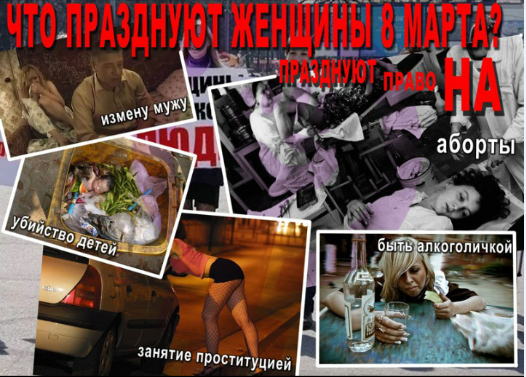 ЧТО ПРАЗДНУЮТ ЖЕНЩИНЫ 8 МАРТА?
ПРАЗДНУЮТ ПРАВО НА
измену мужу
аборты
убийство детей
быть алкоголичкой
занятие проституцией